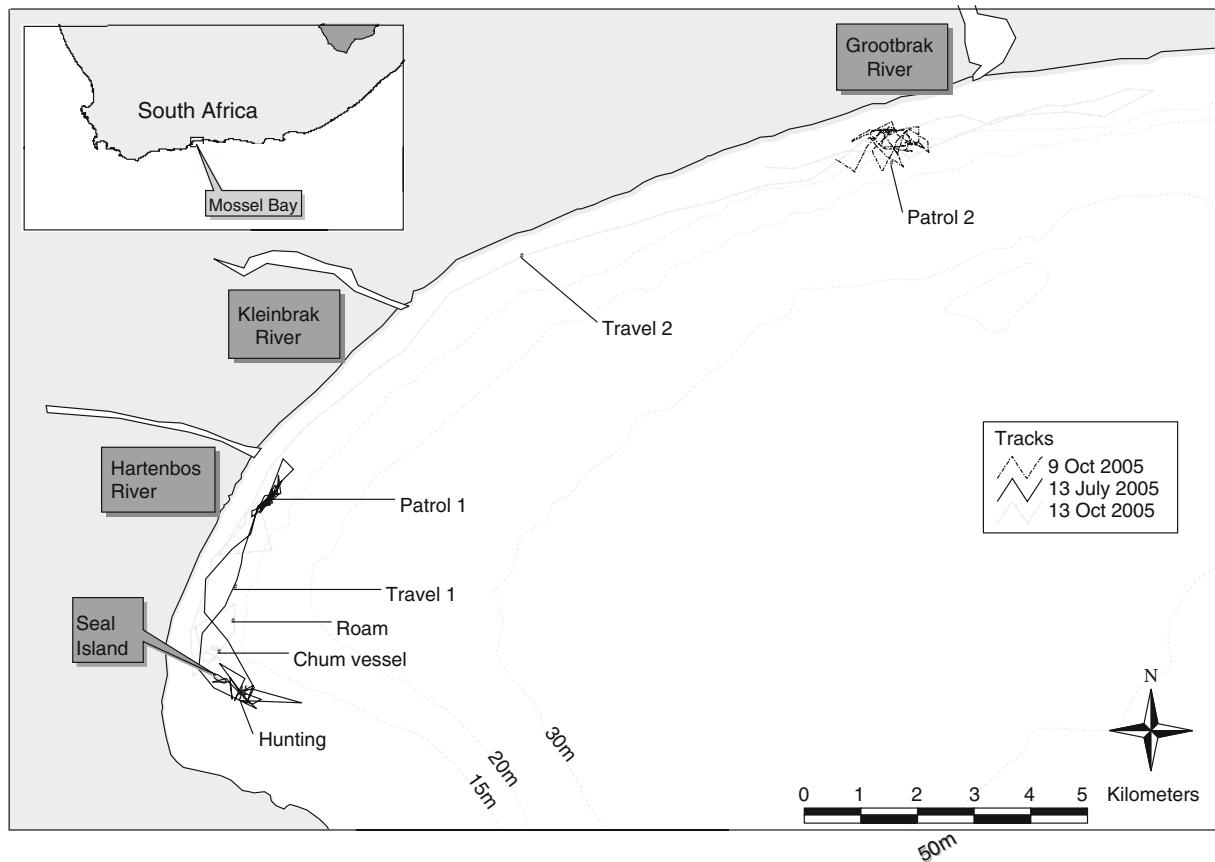 Grootbrak
River
South Africa
Mossel Bay
Patrol 2
Kleinbrak
River
Travel 2
Hartenbos
River
Tracks
9 Oct 2005
13 July 2005
13 Oct 2005
Patrol 1
Travel 1
Seal
Island
Roam
Chum vessel
Hunting
N
30m
20m
15m
0 1 2 3 4 5 Kilometers
50m